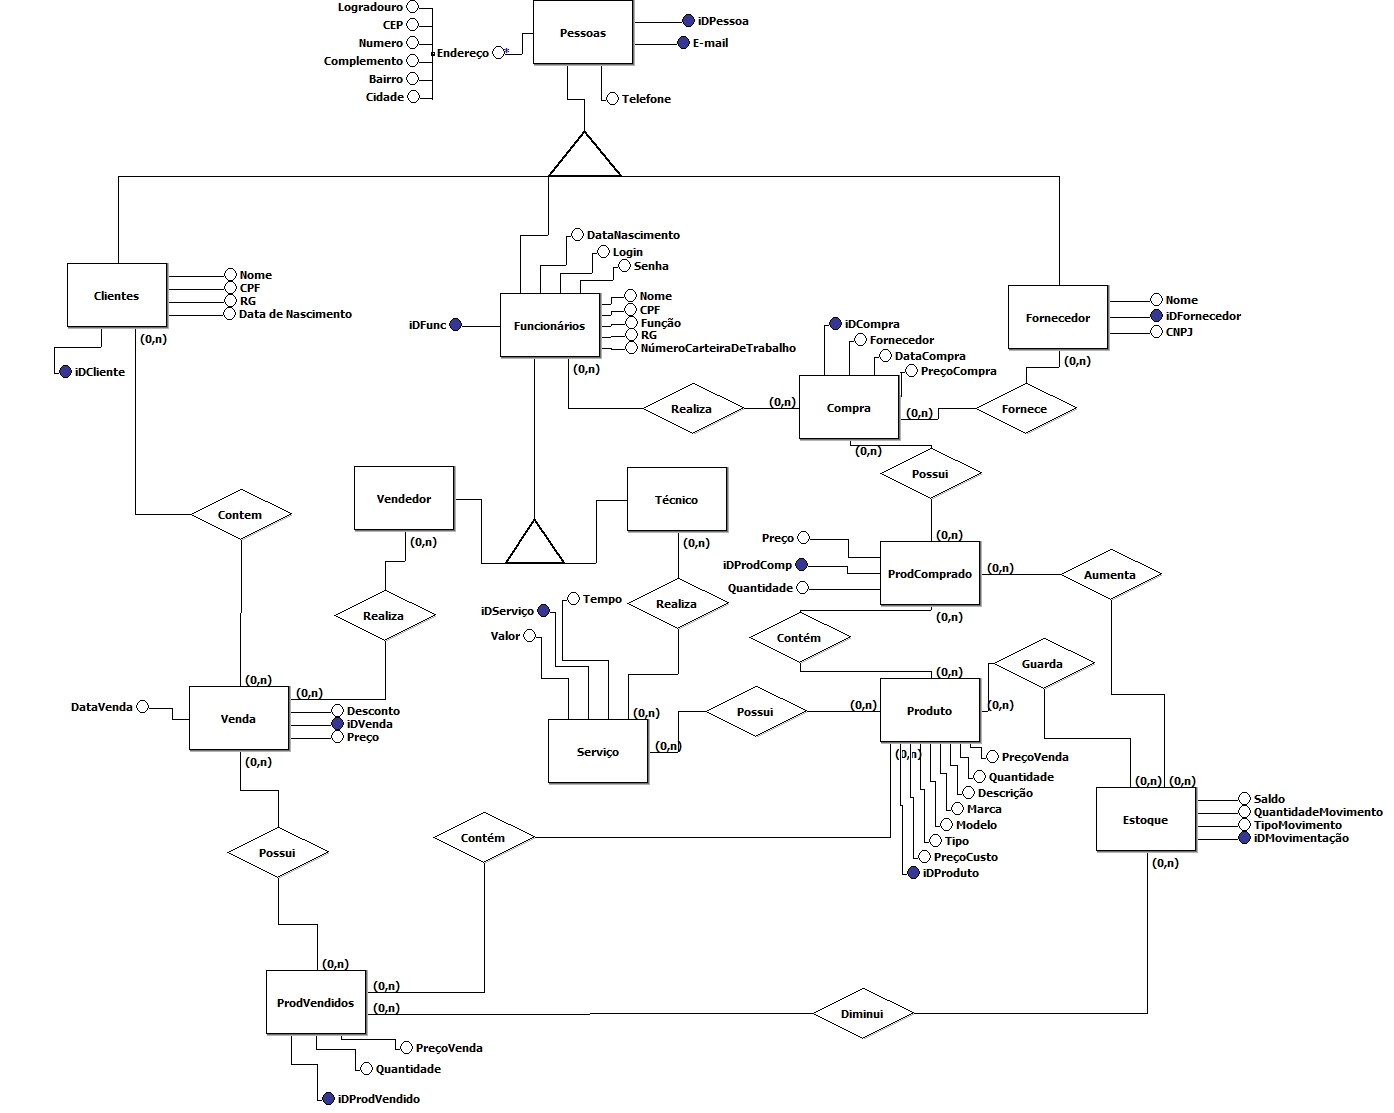 Logradouro
CEP
Numero
Complemento
Bairro
Cidade
Endereço
*
Pessoas
iDPessoa
E-mail
Telefone
Clientes
Nome
CPF
RG
Data de Nascimento
(0,n)
iDCliente
DataNascimento
Login
Senha
iDFunc
Funcionários
Nome
CPF
Função
RG
NúmeroCarteiraDeTrabalho
(0,n)
Fornecedor
Nome
iDFornecedor
CNPJ
(0,n)
iDCompra
Fornecedor
DataCompra
PreçoCompra
Realiza
(0,n)
Compra
(0,n)
Fornece
(0,n)
Possui
Contem
Vendedor
(0,n)
Técnico
(0,n)
Realiza
Realiza
iDServiço
Tempo
Valor
Preço
iDProdComp
Quantidade
(0,n)
ProdComprado
(0,n)
Aumenta
(0,n)
Contém
(0,n)
Guarda
DataVenda
(0,n)
Venda
(0,n)
Desconto
iDVenda
Preço
(0,n)
(0,n)
Serviço
(0,n)
Possui
(0,n)
Produto
(0,n)
(0,n)
PreçoVenda
Quantidade
Descrição
Marca
Modelo
Tipo
PreçoCusto
iDProduto
(0,n)
(0,n)
Estoque
Saldo
QuantidadeMovimento
TipoMovimento
iDMovimentação
(0,n)
Possui
Contém
(0,n)
ProdVendidos
(0,n)
(0,n)
Diminui
PreçoVenda
Quantidade
iDProdVendido